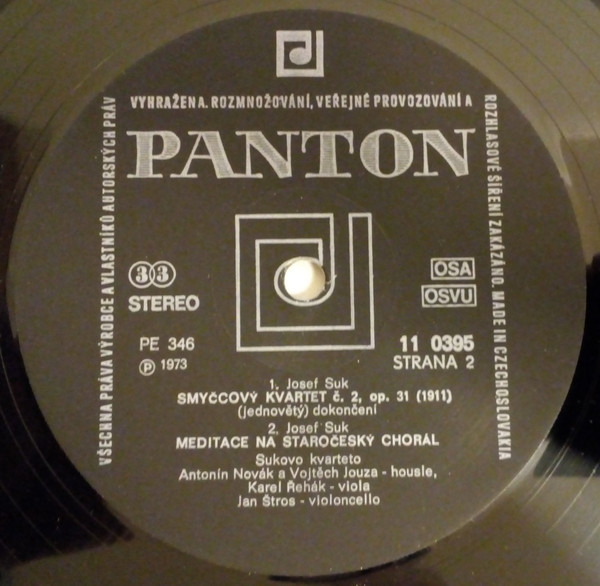 VŠECHNA PRÁVA VÝROBCE A VLASTNÍKŮ AUTORSKÝCH PRÁV
VYHRAŽENA. ROZMNOŽOVÁNÍ, VEŘEJNÉ PROVOZOVÁNÍ A
ROZHLASOVÉ ŠÍŘENÍ ZAKÁZÁNO. MADE IN CZECHOSLOVAKIA
PANTON
33
STEREO
OSA
OSVU
PE 346
Ⓟ 1973
11 0395
STRANA 2
1. Josef Suk
SMYČCOVÝ KVARTET č. 2, op. 31 (1911)
(jednovětý) dokončení
2. Josef Suk
MEDITACE NA STAROČESKÝ CHORÁL
Sukovo kvarteto
Antonín Novák a Vojtěch Jouza - housle,
Karel Řehák - viola
Jan Štros - violoncello